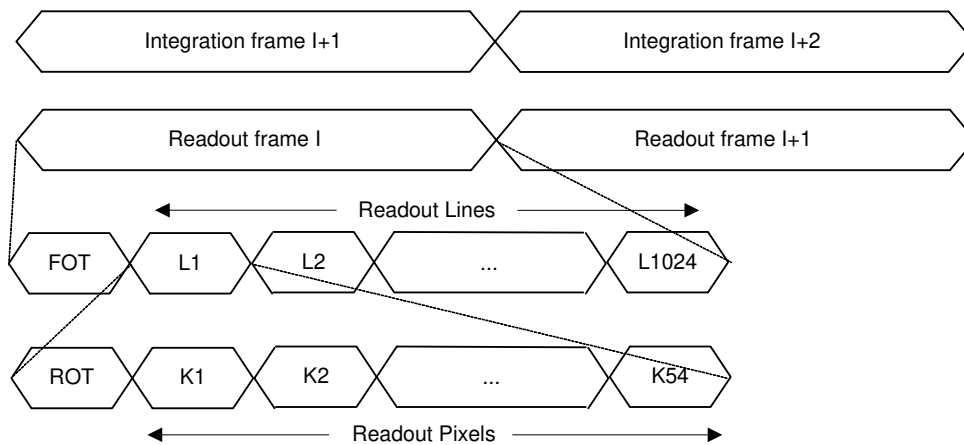 Integration frame I+1 Integration frame I+2
Readout frame I Readout frame I+1
Readout Lines
FOT L1 L2 ... L1024
ROT K1 K2 ... K54
Readout Pixels